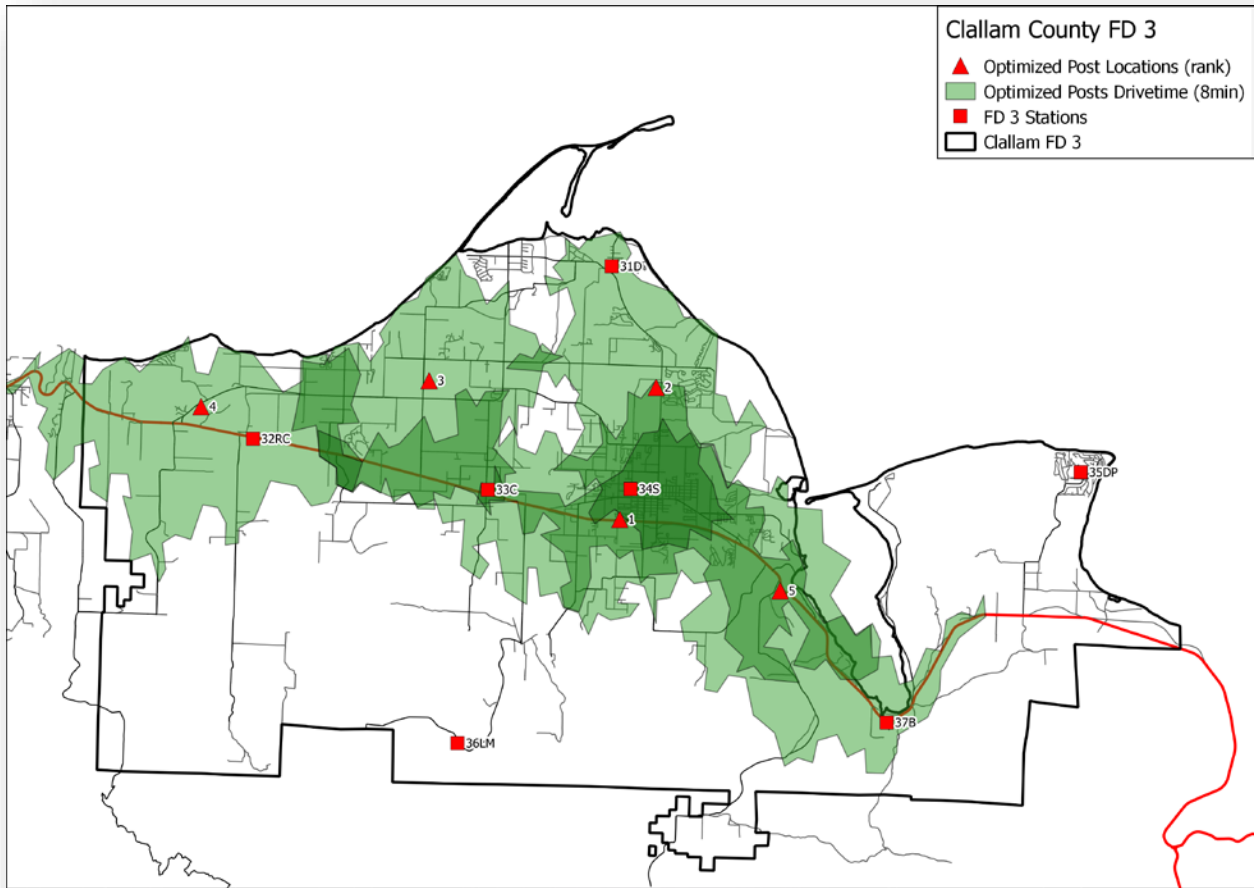 Clallam County FD 3
Optimized Post Locations (rank)
Optimized Posts Drivetime (8min)
FD 3 Stations
Clallam FD 3
31D
3
2
4
32RC
35DP
33C
34S
1
5
37B
36LM